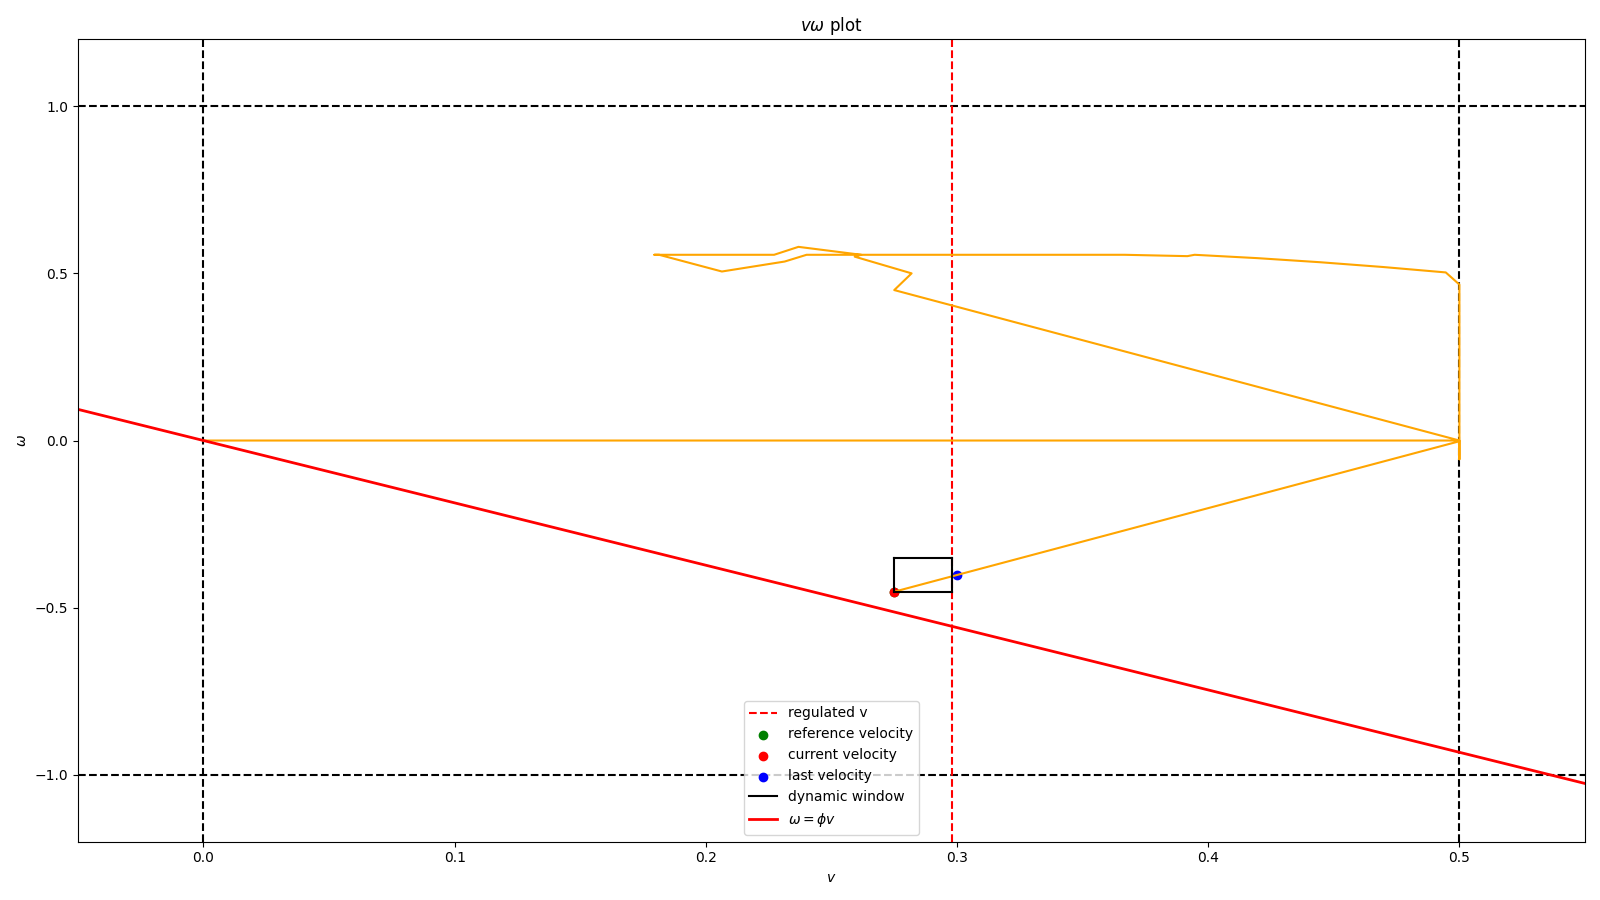 vω plot
1.0
0.5
0.0
−0.5
−1.0
ω
regulated v
reference velocity
current velocity
last velocity
dynamic window
ω = ϕv
0.0 0.1 0.2 0.3 0.4 0.5
v